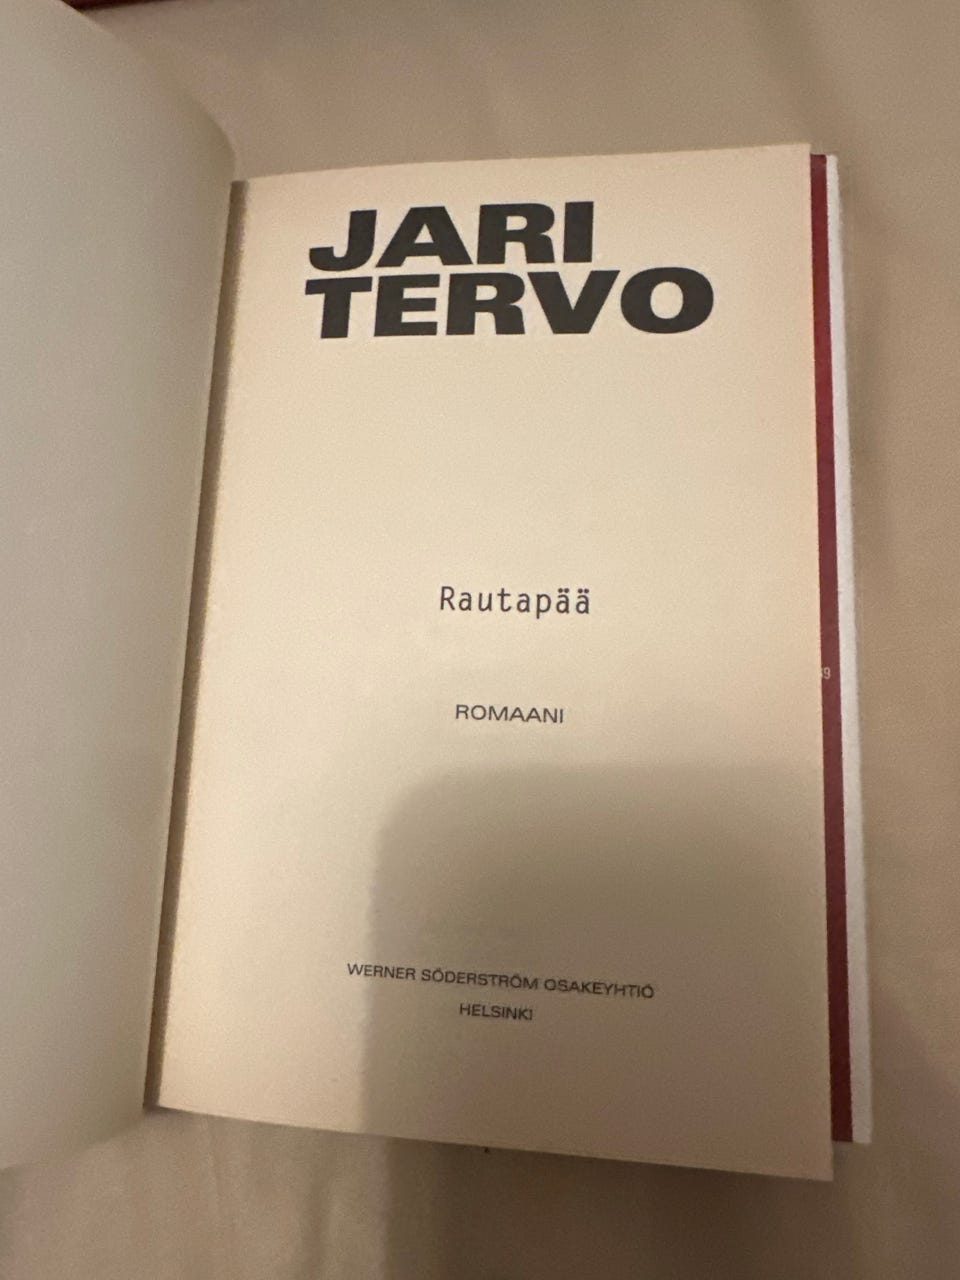 JARI
TERVO
Rautapää
ROMAANI
WERNER SÖDERSTRÖM OSAKEYHTIÖ
HELSINKI